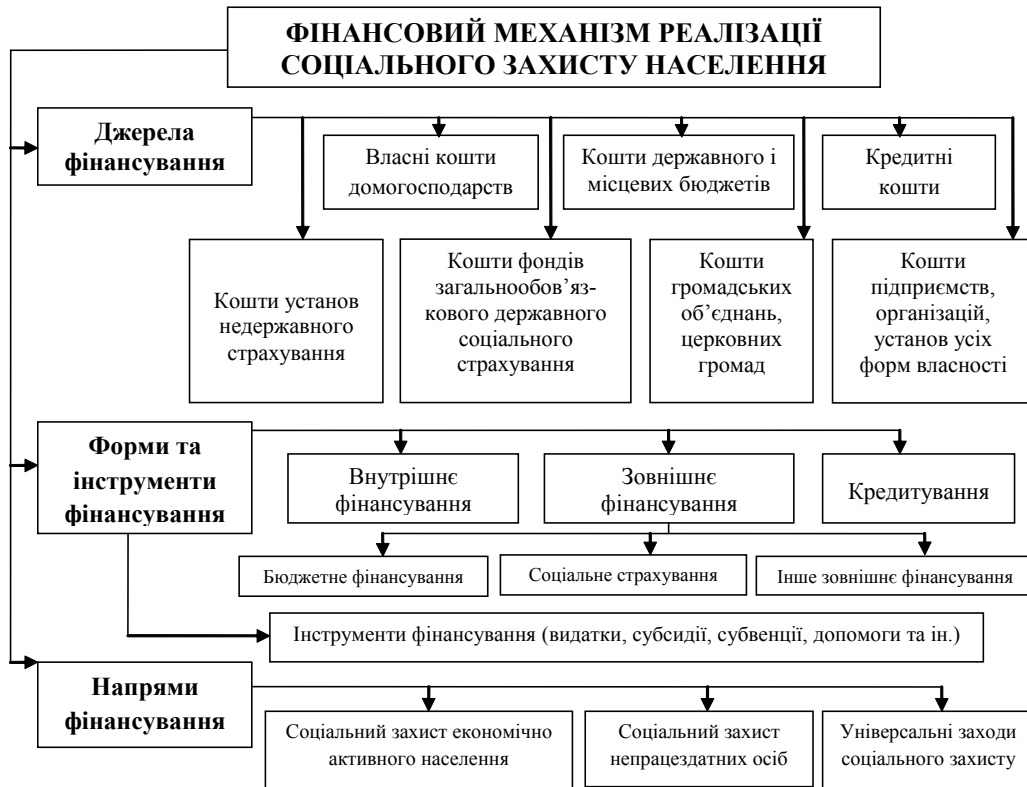 ФІНАНСОВИЙ МЕХАНІЗМ РЕАЛІЗАЦІЇ
СОЦІАЛЬНОГО ЗАХИСТУ НАСЕЛЕННЯ
Джерела
фінансування
Власні кошти
домогосподарств
Кошти державного і
місцевих бюджетів
Кредитні
кошти
Кошти установ
недержавного
страхування
Кошти фондів
загальнообов’яз-
кового державного
соціального
страхування
Кошти
громадських
об’єднань,
церковних
громад
Кошти
підприємств,
організацій,
установ усіх
форм власності
Форми та
інструменти
фінансування
Внутрішнє
фінансування
Зовнішнє
фінансування
Кредитування
Бюджетне фінансування
Соціальне страхування
Інше зовнішнє фінансування
Інструменти фінансування (видатки, субсидії, субвенції, допомоги та ін.)
Напрями
фінансування
Соціальний захист економічно
активного населення
Соціальний захист
непрацездатних осіб
Універсальні заходи
соціального захисту